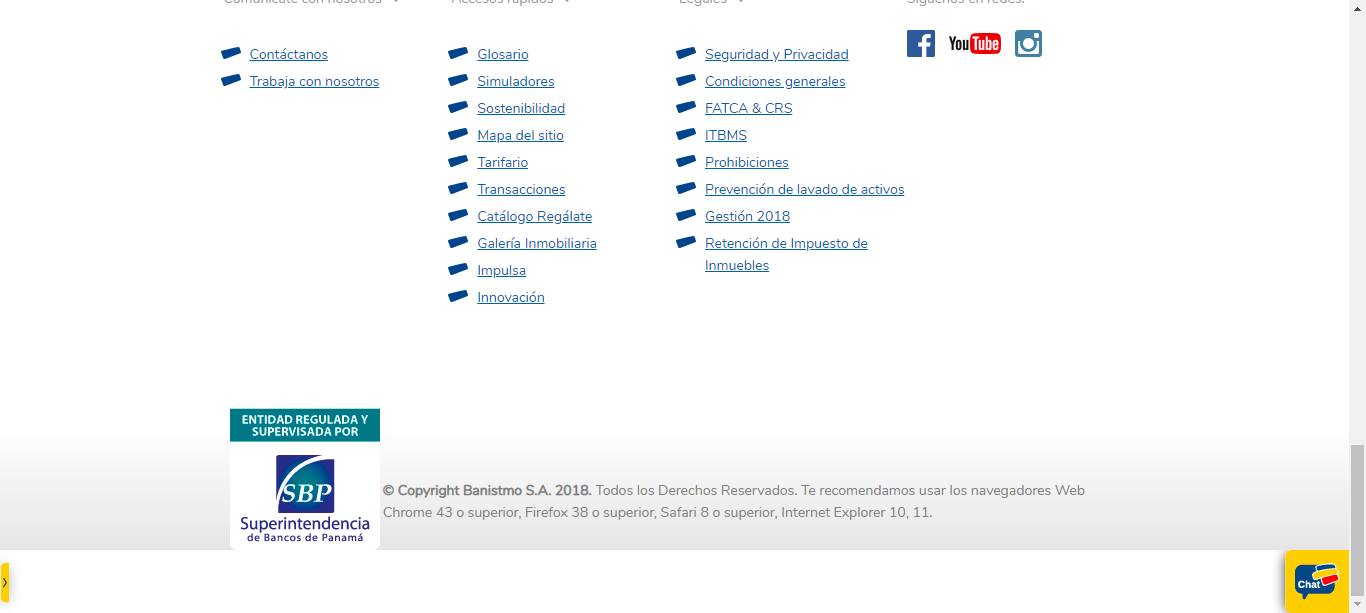 Comunícate con nosotros
Accesos rápidos
Legales
Síguenos en redes:
Contáctanos
Trabaja con nosotros
Glosario
Simuladores
Sostenibilidad
Mapa del sitio
Tarifario
Transacciones
Catálogo Regálate
Galería Inmobiliaria
Impulsa
Innovación
Seguridad y Privacidad
Condiciones generales
FATCA & CRS
ITBMS
Prohibiciones
Prevención de lavado de activos
Gestión 2018
Retención de Impuesto de
Inmuebles
YouTube
ENTIDAD REGULADA Y
SUPERVISADA POR
SBP
Superintendencia
de Bancos de Panamá
© Copyright Banistmo S.A. 2018. Todos los Derechos Reservados. Te recomendamos usar los navegadores Web
Chrome 43 o superior, Firefox 38 o superior, Safari 8 o superior, Internet Explorer 10, 11.
Chat